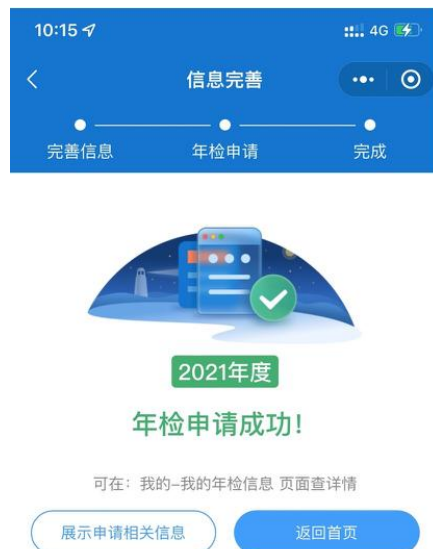 10:15 4G
信息完善
完善信息 年检申请 完成
2021年度
年检申请成功!
可在：我的-我的年检信息 页面查详情
展示申请相关信息 返回首页